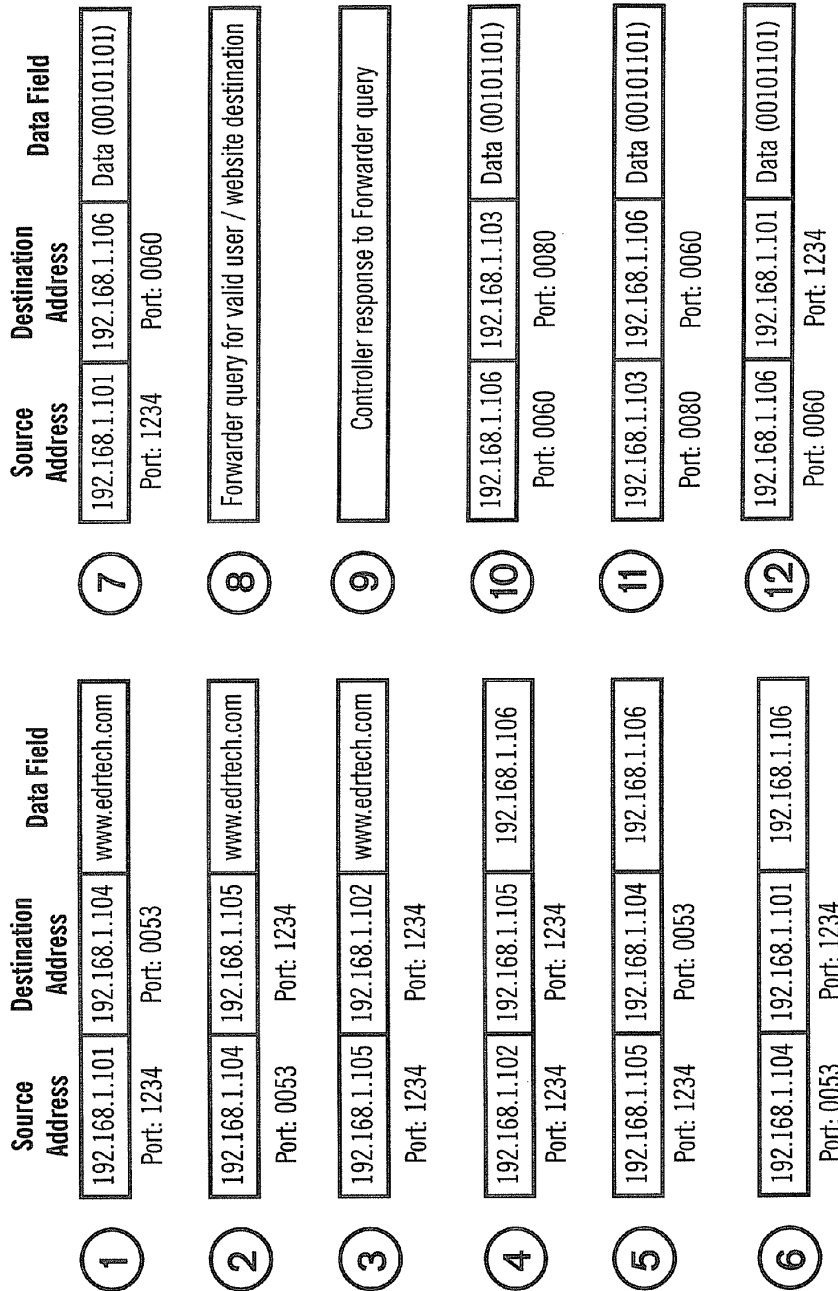 Source Address Destination Address Data Field
1 192.168.1.101 192.168.1.104 www.edrtech.com
Port: 1234 Port: 0053
2 192.168.1.104 192.168.1.105 www.edrtech.com
Port: 0053 Port: 1234
3 192.168.1.105 192.168.1.102 www.edrtech.com
Port: 1234 Port: 1234
4 192.168.1.102 192.168.1.105 192.168.1.106
Port: 1234 Port: 1234
5 192.168.1.105 192.168.1.104 192.168.1.106
Port: 1234 Port: 0053
6 192.168.1.104 192.168.1.101 192.168.1.106
Port: 0053 Port: 1234
Source Address Destination Address Data Field
7 192.168.1.101 192.168.1.106 Data (00101101)
Port: 1234 Port: 0060
8 Forwarder query for valid user / website destination
9 Controller response to Forwarder query
10 192.168.1.106 192.168.1.103 Data (00101101)
Port: 0060 Port: 0080
11 192.168.1.103 192.168.1.106 Data (00101101)
Port: 0080 Port: 0060
12 192.168.1.106 192.168.1.101 Data (00101101)
Port: 0060 Port: 1234